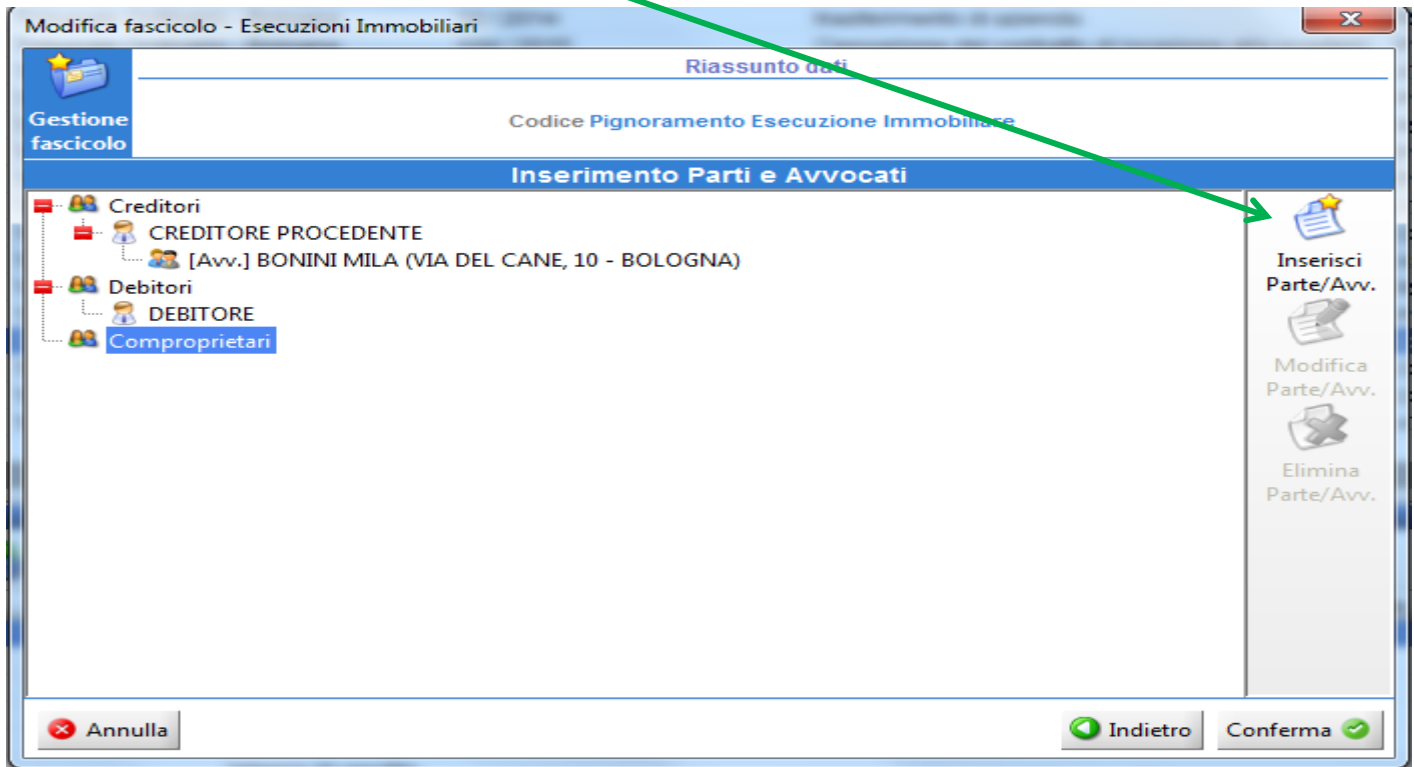 Modifica fascicolo - Esecuzioni Immobiliari
Riassunto dati
Gestione
fascicolo
Codice Pignoramento Esecuzione Immobiliare
Inserimento Parti e Avvocati
Creditori
CREDITORE PROCEDENTE
[Avv.] BONINI MILA (VIA DEL CANE, 10 - BOLOGNA)
Debitori
DEBITORE
Comproprietari
Inserisci
Parte/Avv.
Modifica
Parte/Avv.
Elimina
Parte/Avv.
Annulla
Indietro
Conferma